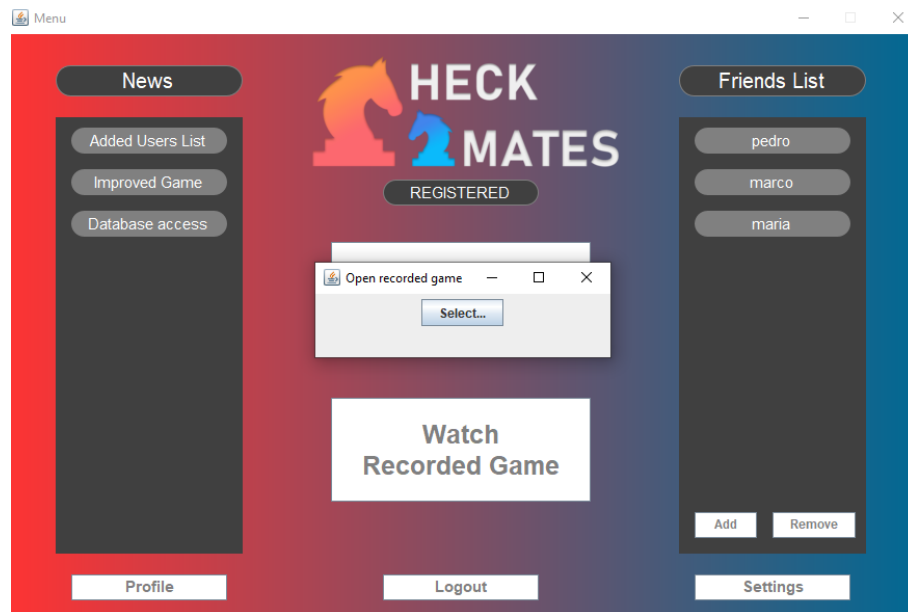 Menu
News
Added Users List
Improved Game
Database access
HECK
MATES
REGISTERED
Open recorded game
Select...
Watch
Recorded Game
Friends List
pedro
marco
maria
Add
Remove
Profile
Logout
Settings